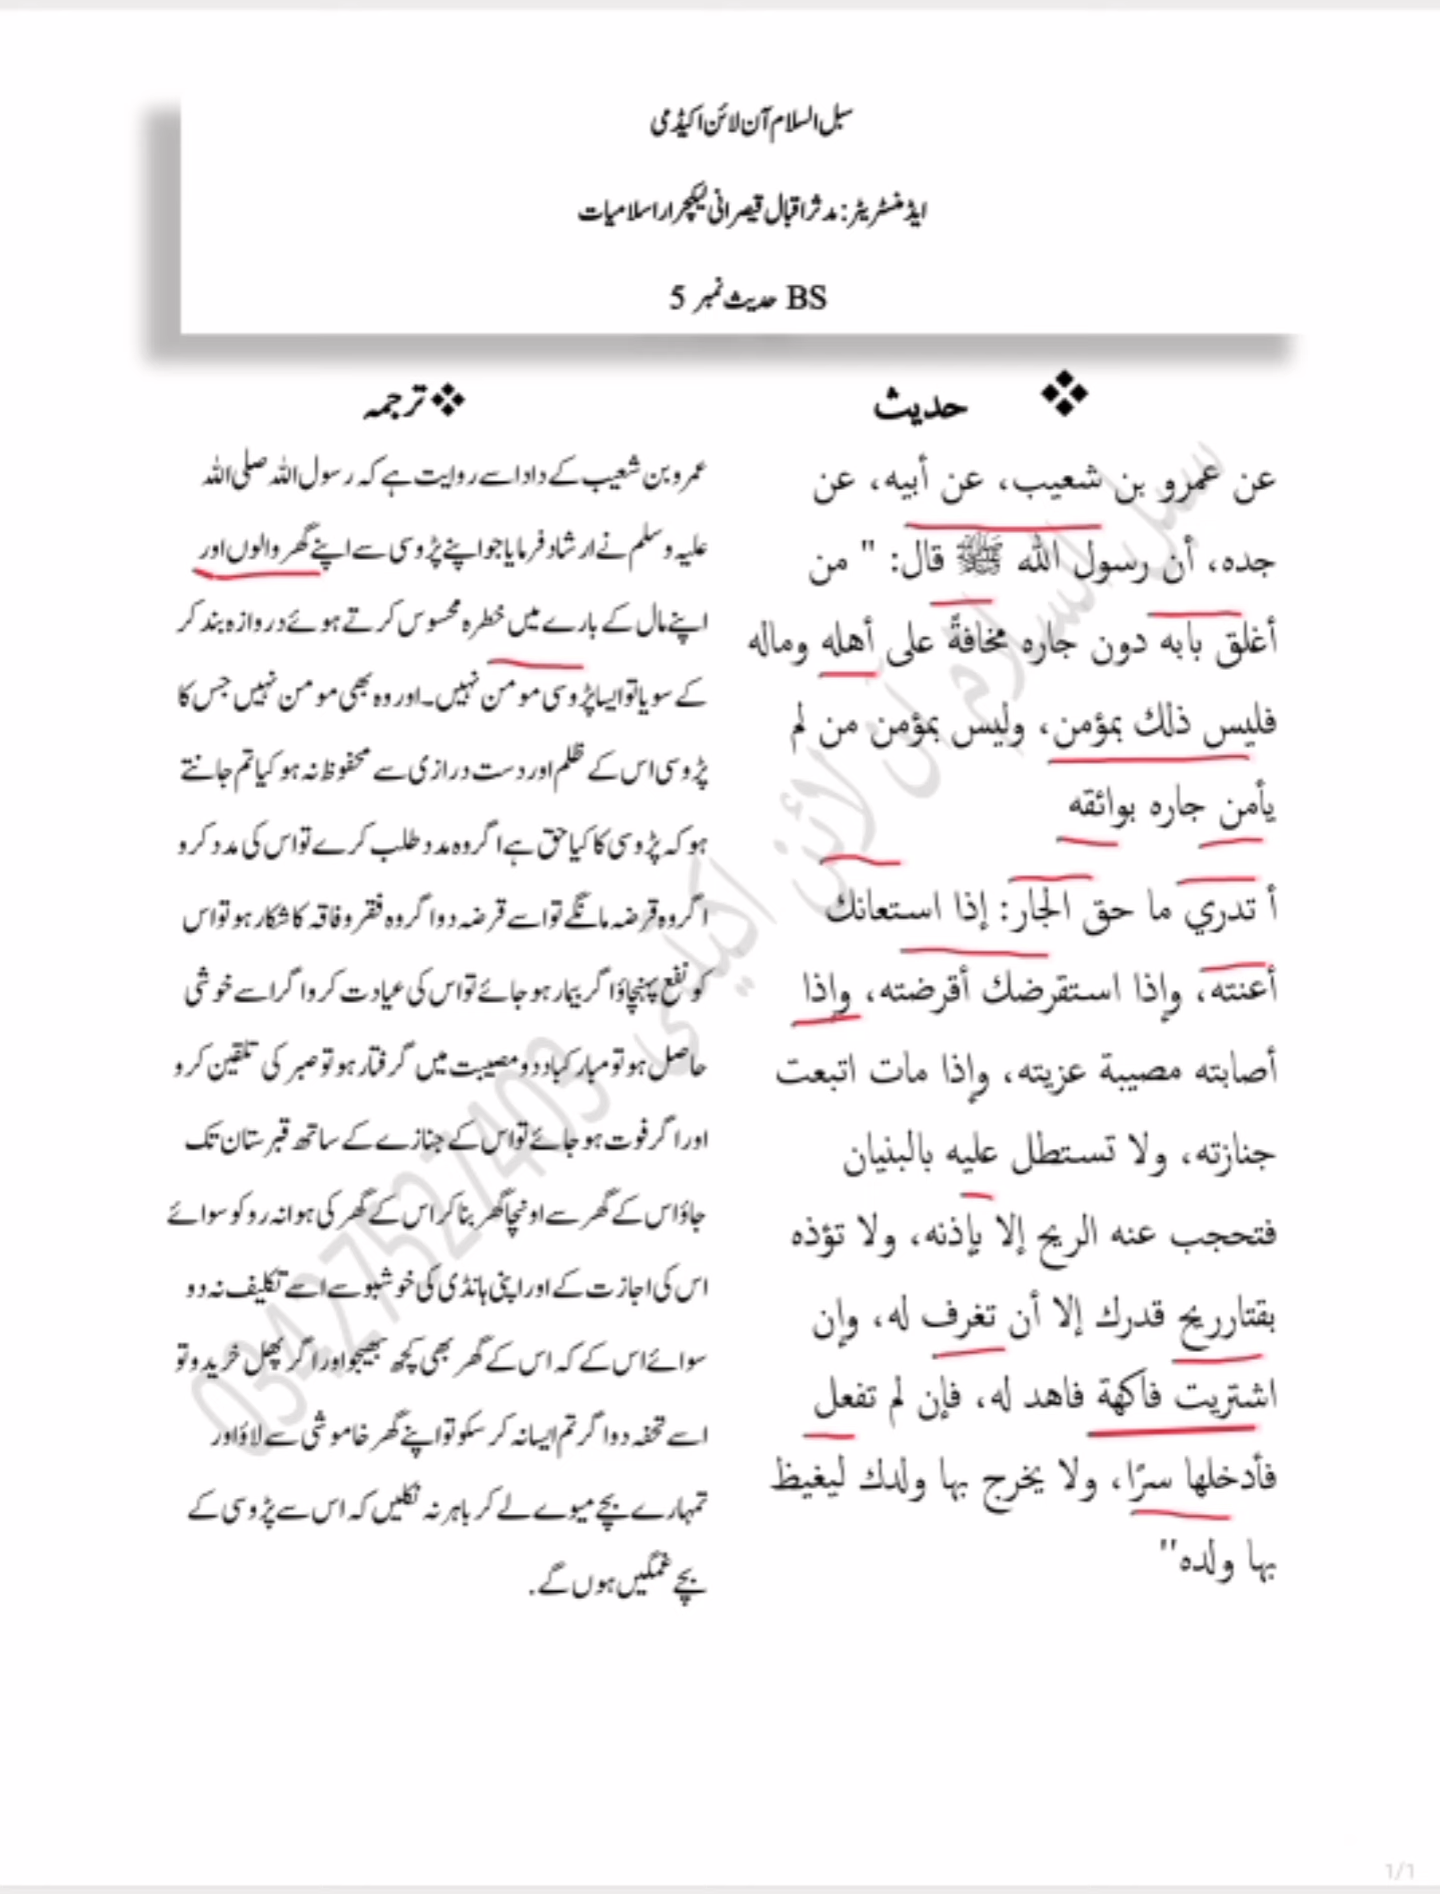 سبل السلام آن لائن اکیڈمی
ایڈمنسٹریٹر: مدثر اقبال قیصرانی لیکچرار اسلامیات
BS حدیث نمبر 5
❖ حدیث
عن عمرو بن شعيب، عن أبيه، عن
جده، أن رسول الله ﷺ قال: " من
أغلق بابه دون جاره مخافةً على أهله وماله
فليس ذلك بمؤمن، وليس بمؤمن من لم
يأمن جاره بوائقه
أ تدري ما حق الجار: إذا استعانك
أعنته، وإذا استقرضك أقرضته، وإذا
أصابته مصيبة عزيته، وإذا مات اتبعت
جنازته، ولا تستطل عليه بالبنيان
فتحجب عنه الريح إلا بإذنه، ولا تؤذه
بقتارريح قدرك إلا أن تغرف له، وإن
اشتريت فاكهة فاهد له، فإن لم تفعل
فأدخلها سرًا، ولا يخرج بها ولدك ليغيظ
بها ولده"
❖ ترجمہ
عمرو بن شعیب کے دادا سے روایت ہے کہ رسول اللہ صلی اللہ
علیہ وسلم نے ارشاد فرمایا جو اپنے پڑوسی سے اپنے گھر والوں اور
اپنے مال کے بارے میں خطرہ محسوس کرتے ہوئے دروازہ بند کر
کے سویا تو ایسا پڑوسی مومن نہیں۔ اور وہ بھی مومن نہیں جس کا
پڑوسی اس کے ظلم اور دست درازی سے محفوظ نہ ہو کیا تم جانتے
ہو کہ پڑوسی کا کیا حق ہے اگر وہ مدد طلب کرے تو اس کی مدد کرو
اگر وہ قرضہ مانگے تو اسے قرضہ دو اگر وہ فقر و فاقہ کا شکار ہو تو اس
کو نفع پہنچاؤ اگر بیمار ہو جائے تو اس کی عیادت کرو اگر اسے خوشی
حاصل ہو تو مبارکباد دو مصیبت میں گرفتار ہو تو صبر کی تلقین کرو
اور اگر فوت ہو جائے تو اس کے جنازے کے ساتھ قبرستان تک
جاؤ اس کے گھر سے اونچا گھر بنا کر اس کے گھر کی ہوا نہ روکو سوائے
اس کی اجازت کے اور اپنی ہانڈی کی خوشبو سے اسے تکلیف نہ دو
سوائے اس کے کہ اس کے گھر بھی کچھ بھیجو اور اگر پھل خریدو تو
اسے تحفہ دو اگر تم ایسا نہ کر سکو تو اپنے گھر خاموشی سے لاؤ اور
تمہارے بچے میوے لے کر باہر نہ نکلیں کہ اس سے پڑوسی کے
بچے غمگیں ہوں گے.
سبل السلام آن لائن اکیڈمی 03427527403
1/1